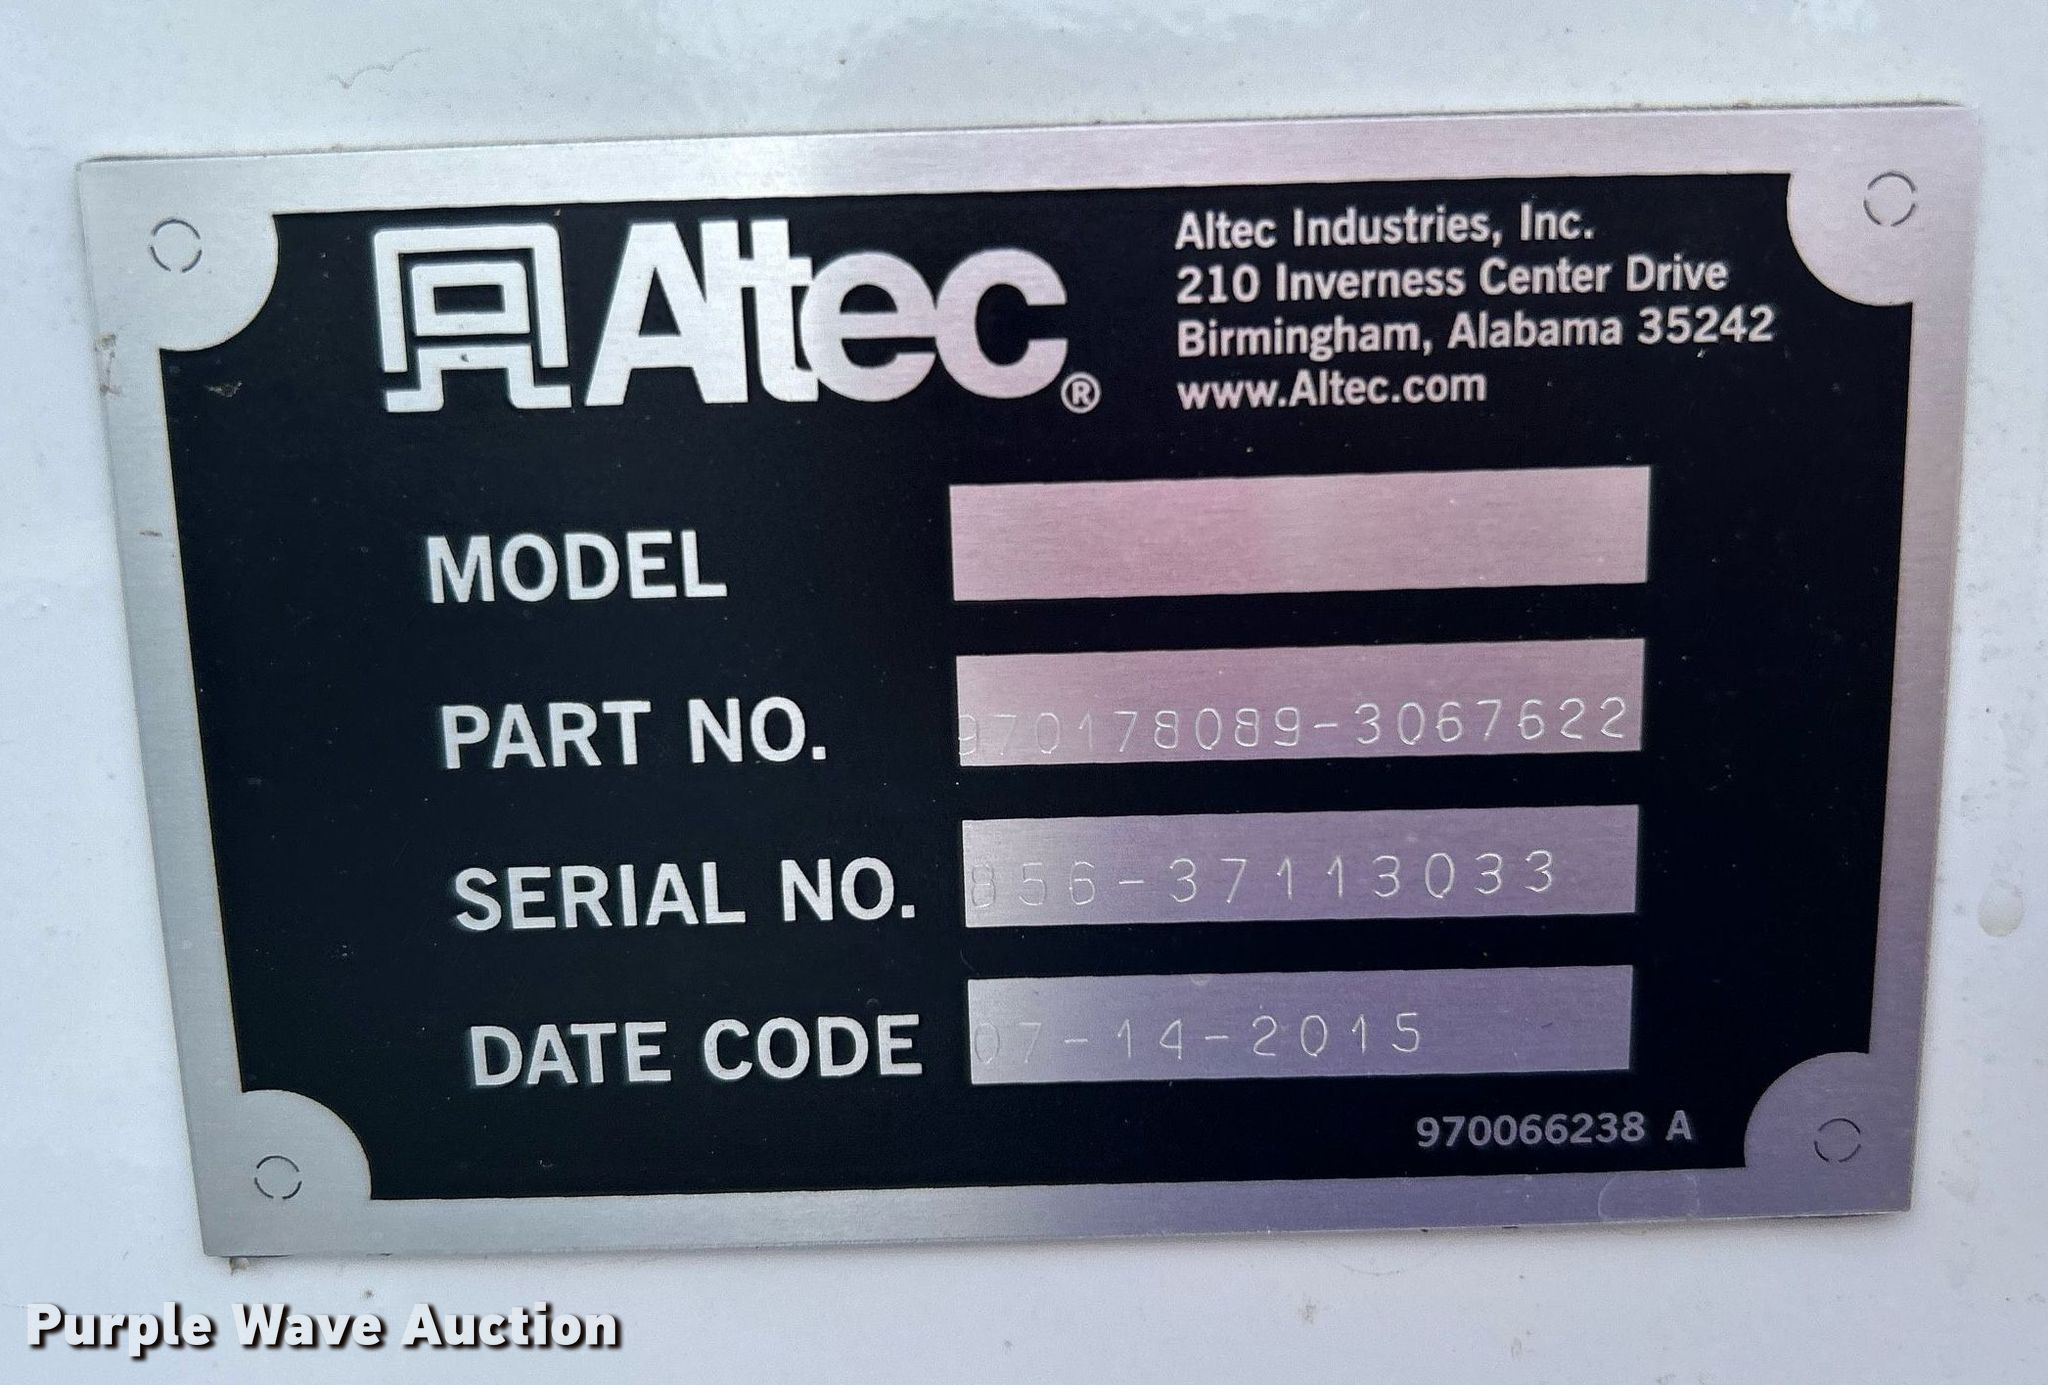 Altec®
Altec Industries, Inc.
210 Inverness Center Drive
Birmingham, Alabama 35242
www.Altec.com
MODEL
PART NO. 970178089-3067622
SERIAL NO. 856-37113033
DATE CODE 07-14-2015
970066238 A
Purple Wave Auction